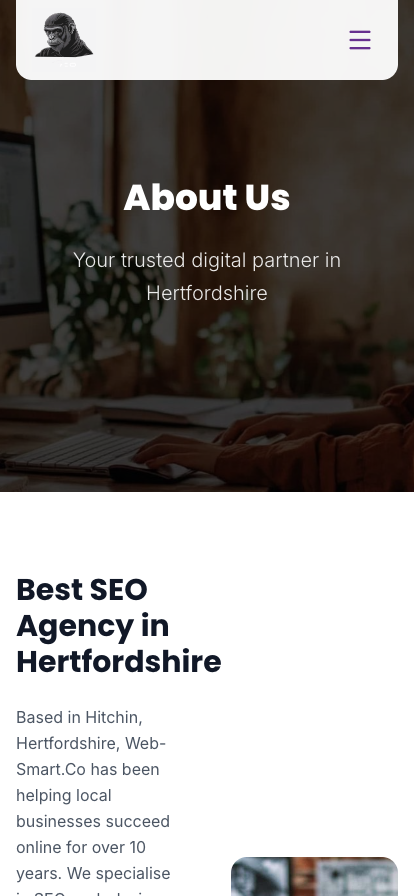 About Us
Your trusted digital partner in
Hertfordshire
Best SEO
Agency in
Hertfordshire
Based in Hitchin,
Hertfordshire, Web-
Smart.Co has been
helping local
businesses succeed
online for over 10
years. We specialise